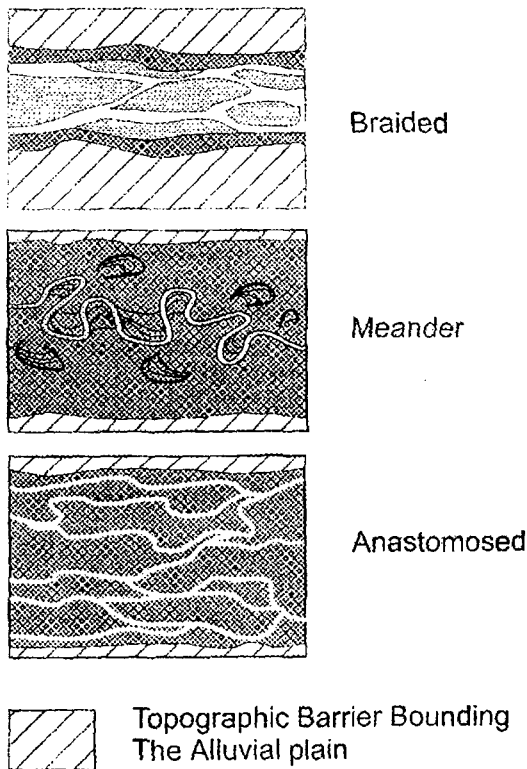 Braided
Meander
Anastomosed
Topographic Barrier Bounding
The Alluvial plain